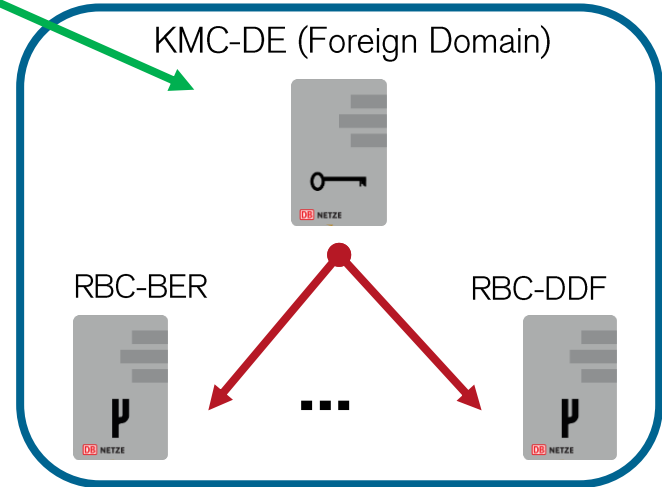 KMC-DE (Foreign Domain)
DB NETZE
RBC-BER
RBC-DDF
...
DB NETZE
DB NETZE